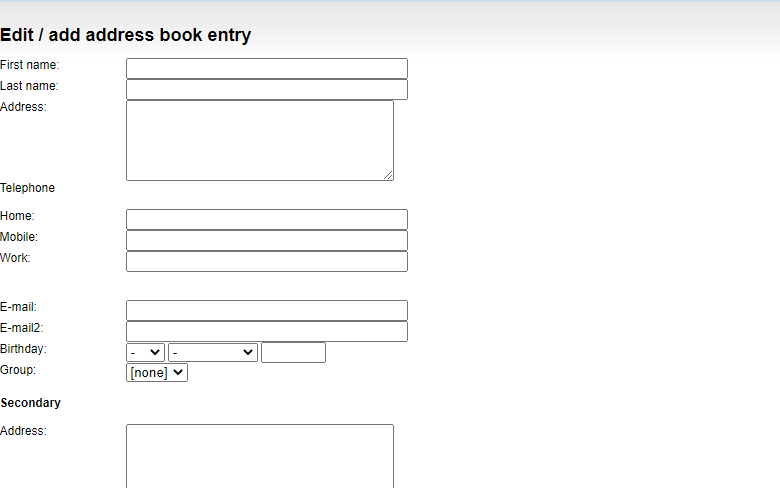 Edit / add address book entry
First name:
Last name:
Address:
Telephone
Home:
Mobile:
Work:
E-mail:
E-mail2:
Birthday: - -
Group: [none]
Secondary
Address: